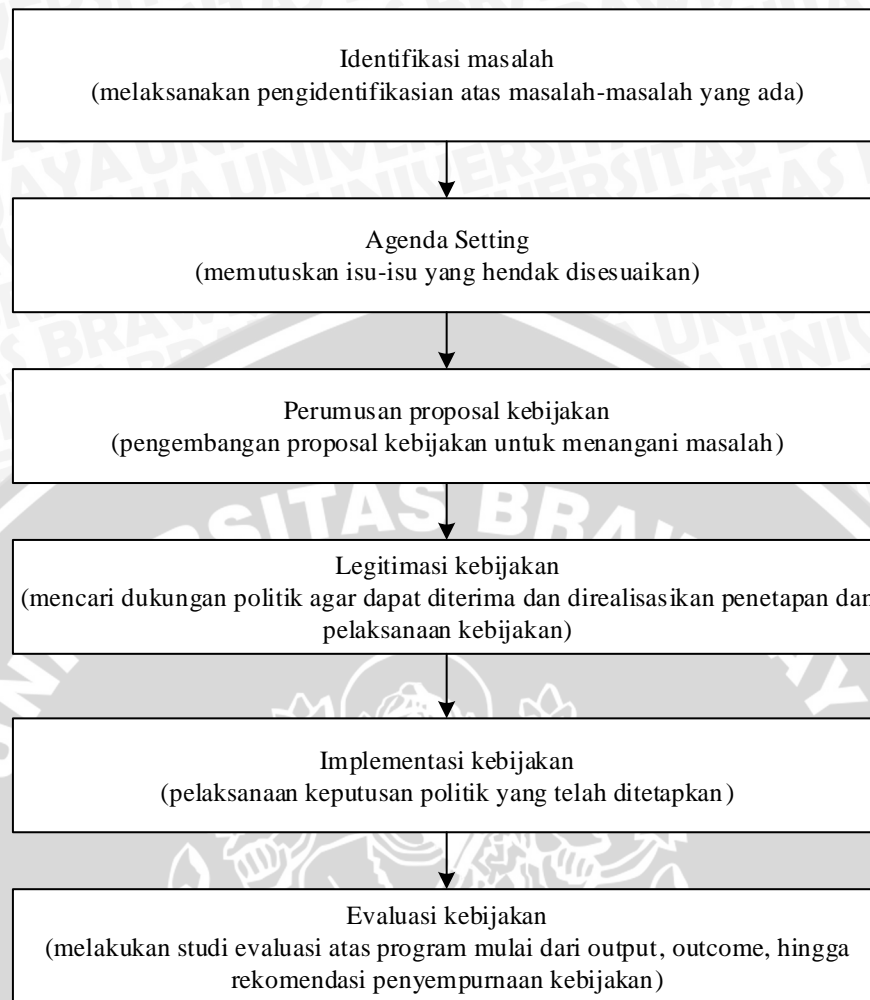 Identifikasi masalah
(melaksanakan pengidentifikasian atas masalah-masalah yang ada)
Agenda Setting
(memutuskan isu-isu yang hendak disesuaikan)
Perumusan proposal kebijakan
(pengembangan proposal kebijakan untuk menangani masalah)
Legitimasi kebijakan
(mencari dukungan politik agar dapat diterima dan direalisasikan penetapan dan
pelaksanaan kebijakan)
Implementasi kebijakan
(pelaksanaan keputusan politik yang telah ditetapkan)
Evaluasi kebijakan
(melakukan studi evaluasi atas program mulai dari output, outcome, hingga
rekomendasi penyempurnaan kebijakan)